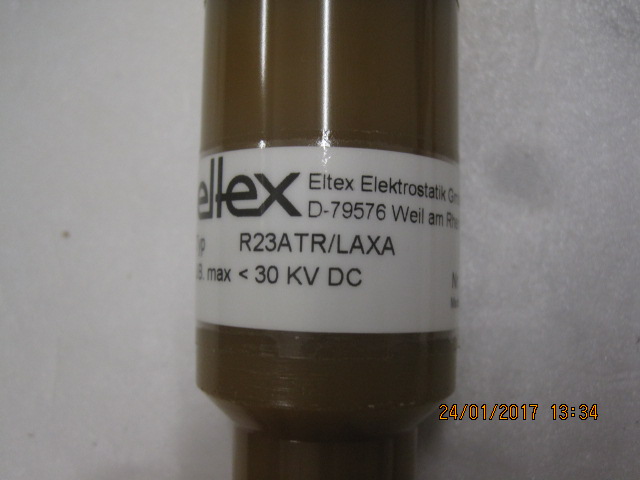 eltex
Eltex Elektrostatik
D-79576 Weil am
R23ATR/LAXA
max < 30 KV DC
24/01/2017 13:34